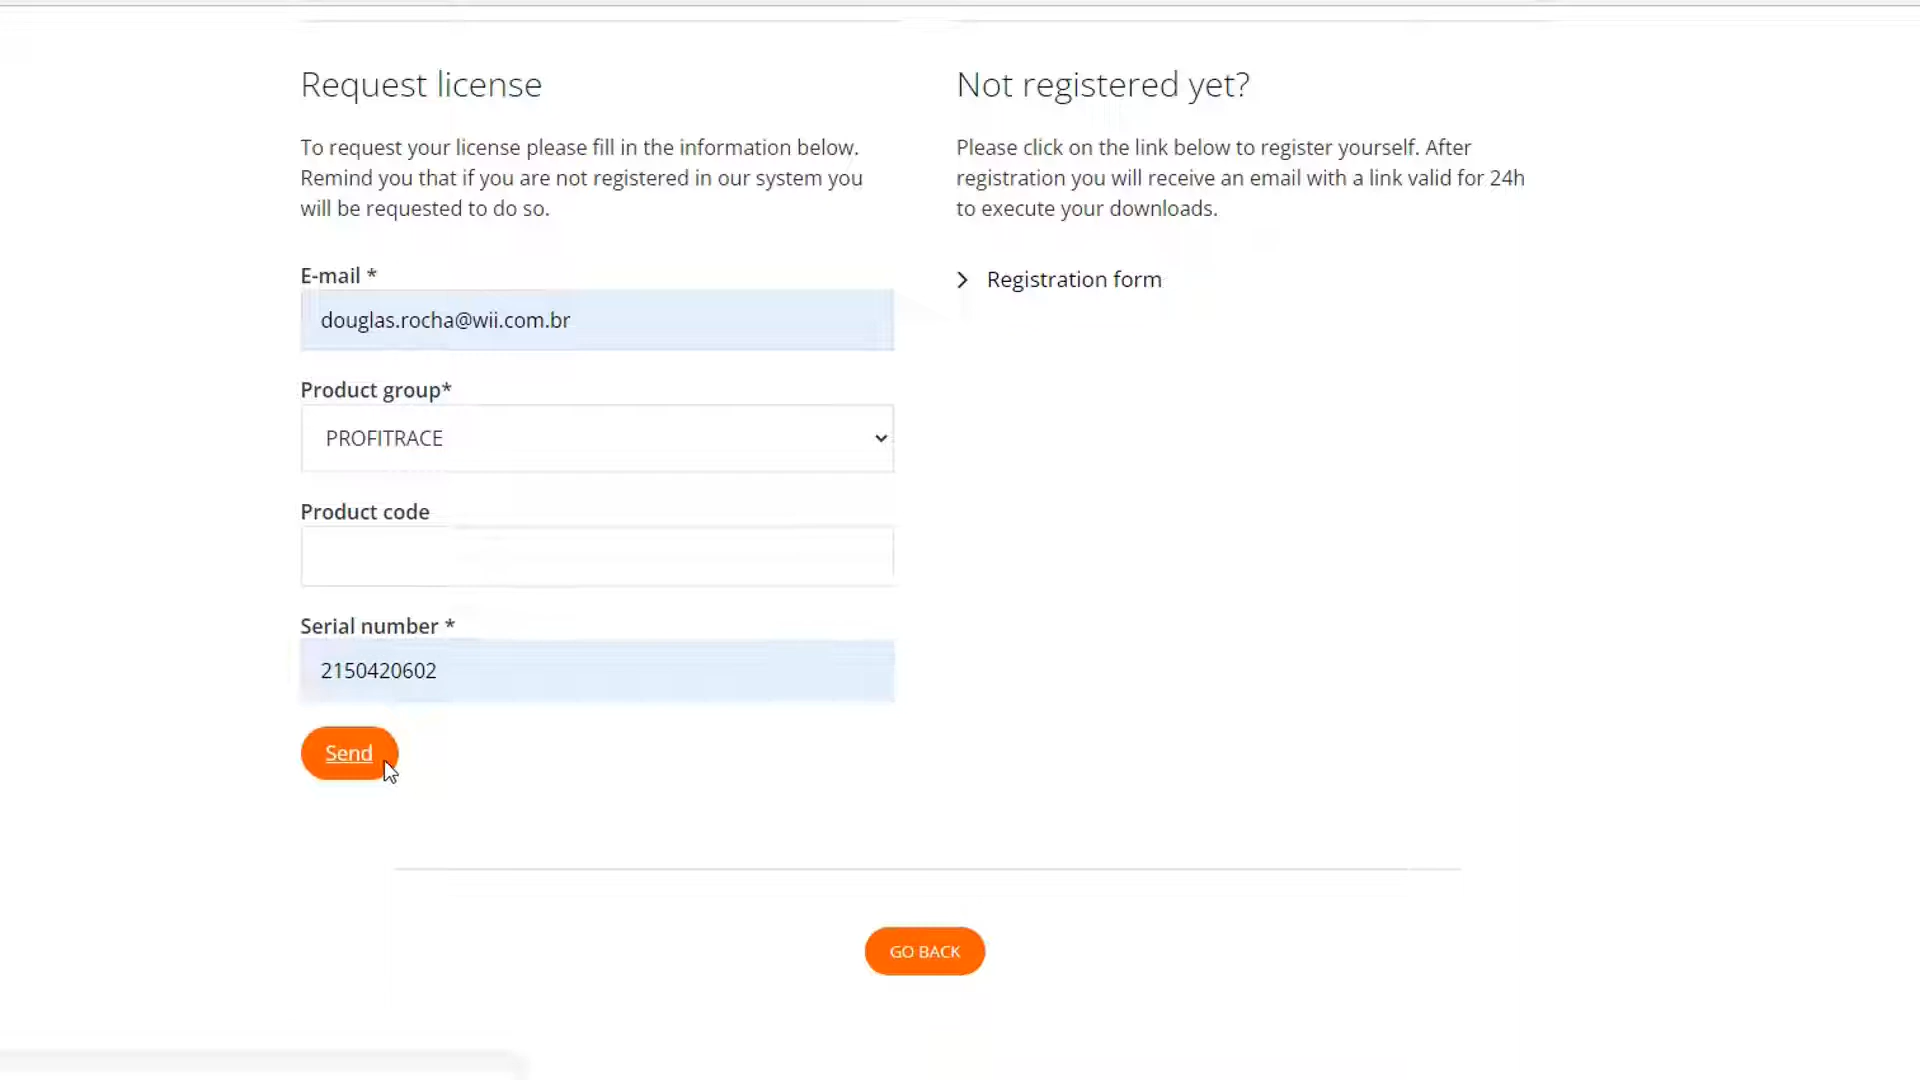 Request license
To request your license please fill in the information below.
Remind you that if you are not registered in our system you
will be requested to do so.
E-mail *
douglas.rocha@wii.com.br
Product group*
PROFITRACE
Product code
Serial number *
2150420602
Send
Not registered yet?
Please click on the link below to register yourself. After
registration you will receive an email with a link valid for 24h
to execute your downloads.
Registration form
GO BACK